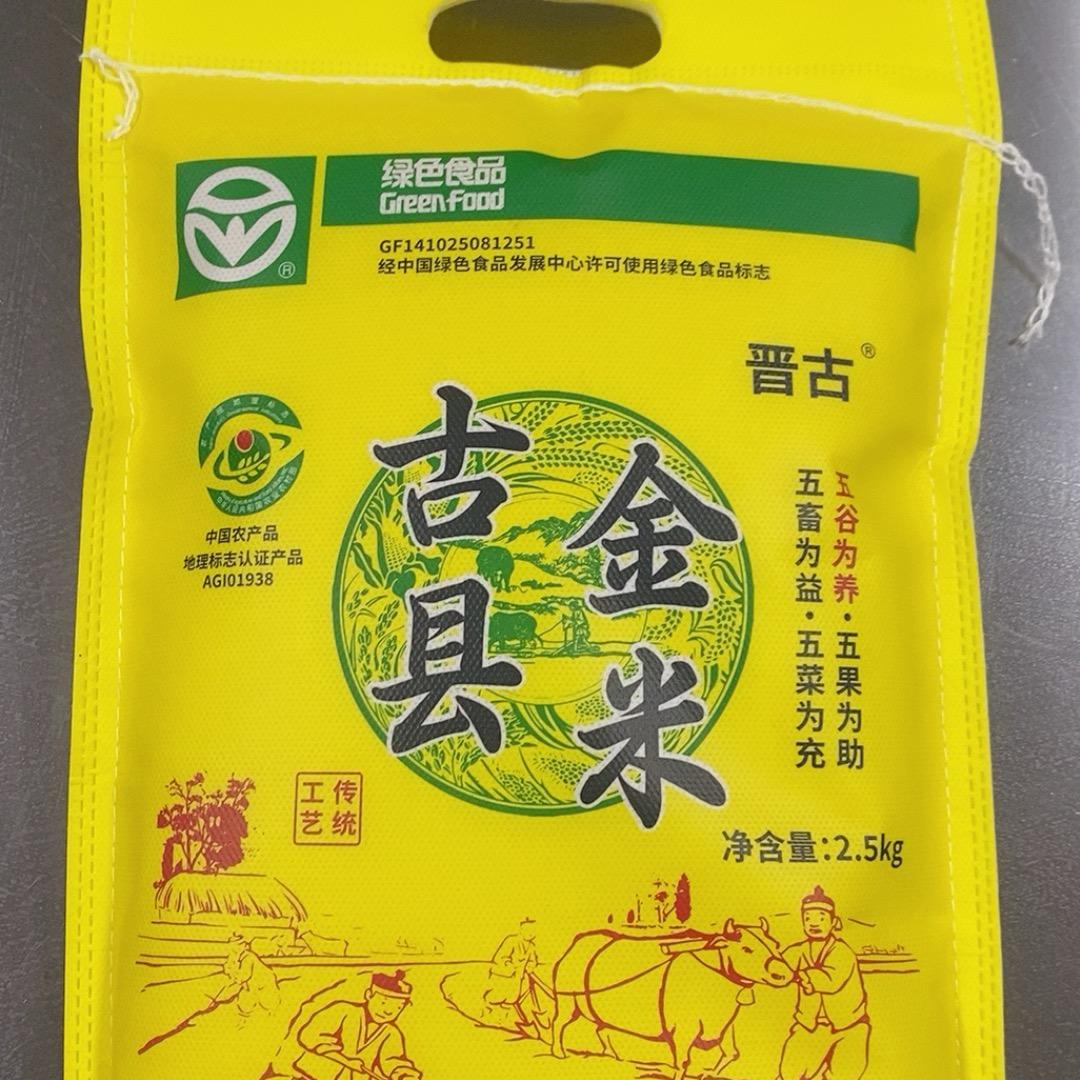 绿色食品
Green Food
GF141025081251
经中国绿色食品发展中心许可使用绿色食品标志
®
晋古®
古县
金米
五谷为养·五果为助
五畜为益·五菜为充
中国农产品
地理标志认证产品
AGI01938
传统
工艺
净含量:2.5kg